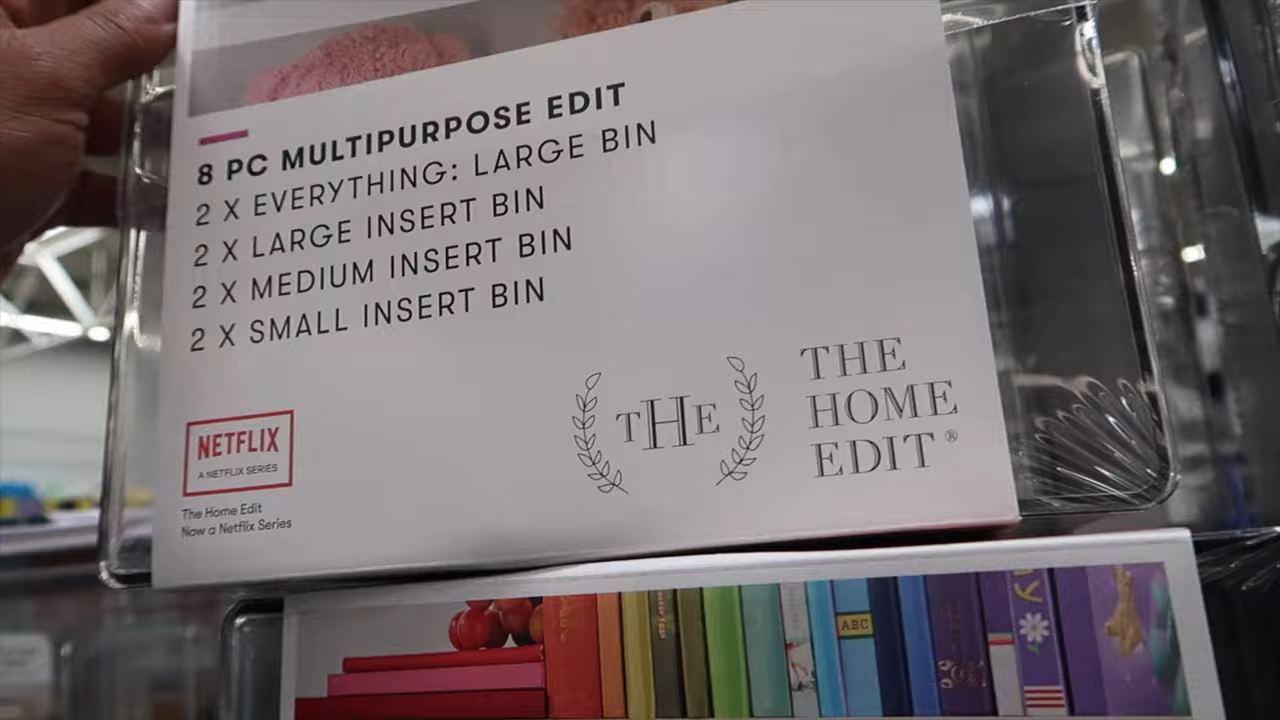 8 PC MULTIPURPOSE EDIT
2 X EVERYTHING: LARGE BIN
2 X LARGE INSERT BIN
2 X MEDIUM INSERT BIN
2 X SMALL INSERT BIN
NETFLIX
A NETFLIX SERIES
The Home Edit
Now a Netflix Series
THE
THE
HOME
EDIT®
ABC